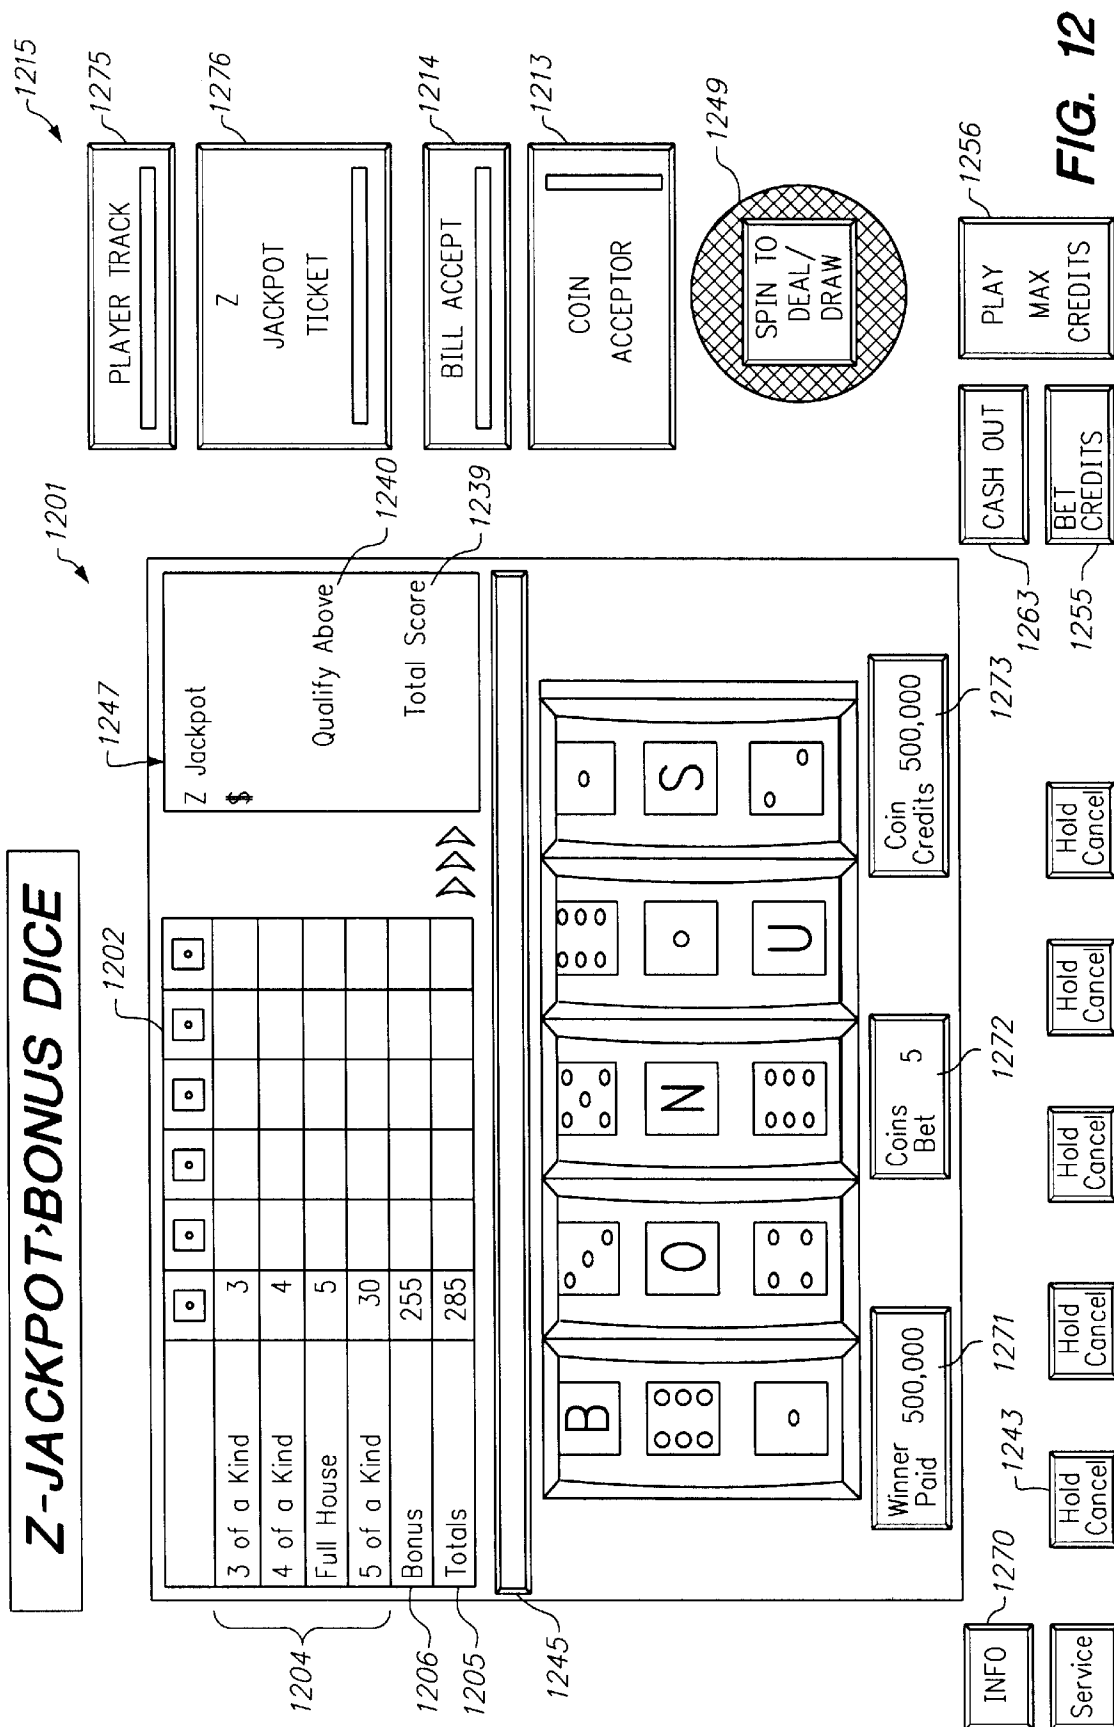 Z-JACKPOT›BONUS DICE
1201
1215
1202
1247
1240
1239
1204
1206
1205
1245
3 of a Kind 3
4 of a Kind 4
Full House 5
5 of a Kind 30
Bonus 255
Totals 285
Z Jackpot
$
Qualify Above
Total Score
B
O
N
U
S
Winner
Paid 500,000
Coins
Bet 5
Coin
Credits 500,000
1271
1272
1273
1275
PLAYER TRACK
1276
Z
JACKPOT
TICKET
1214
BILL ACCEPT
1213
COIN
ACCEPTOR
1249
SPIN TO
DEAL/
DRAW
1270
INFO
Service
1243
Hold
Cancel
Hold
Cancel
Hold
Cancel
Hold
Cancel
Hold
Cancel
1263
CASH OUT
1255
BET
CREDITS
1256
PLAY
MAX
CREDITS
FIG. 12